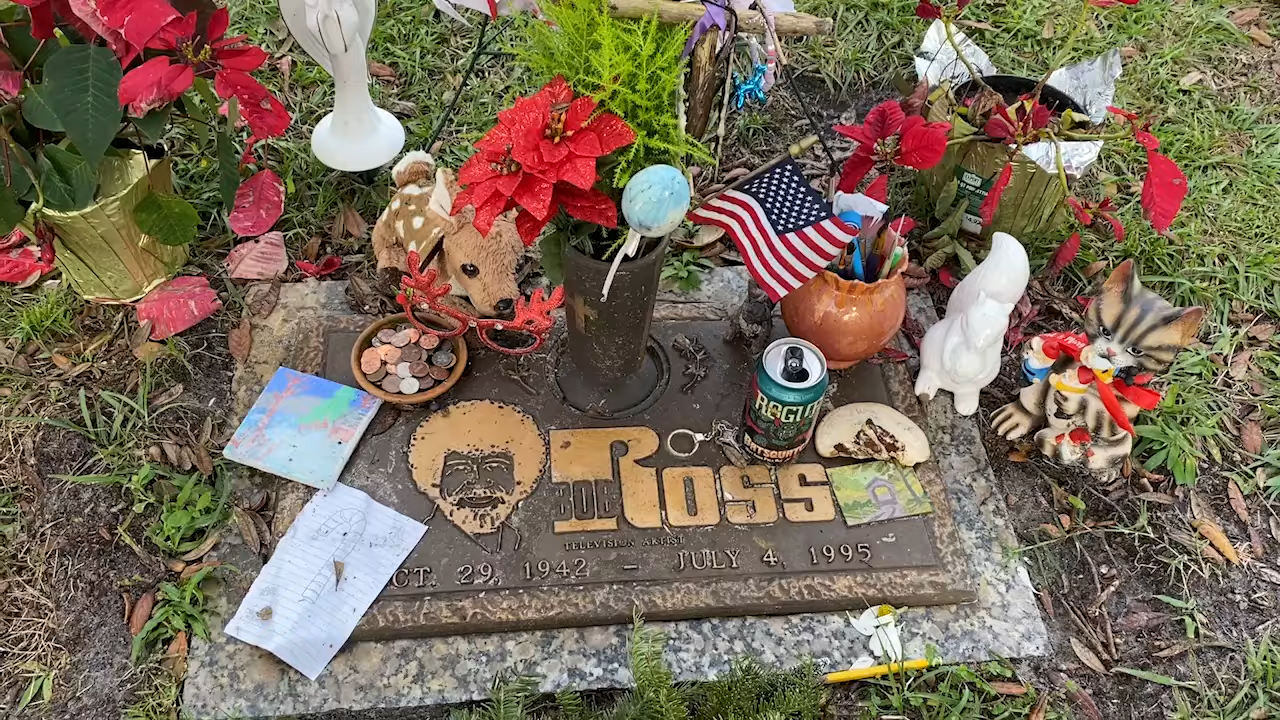 BOB ROSS
TELEVISION ARTIST
OCT. 29, 1942 – JULY 4, 1995